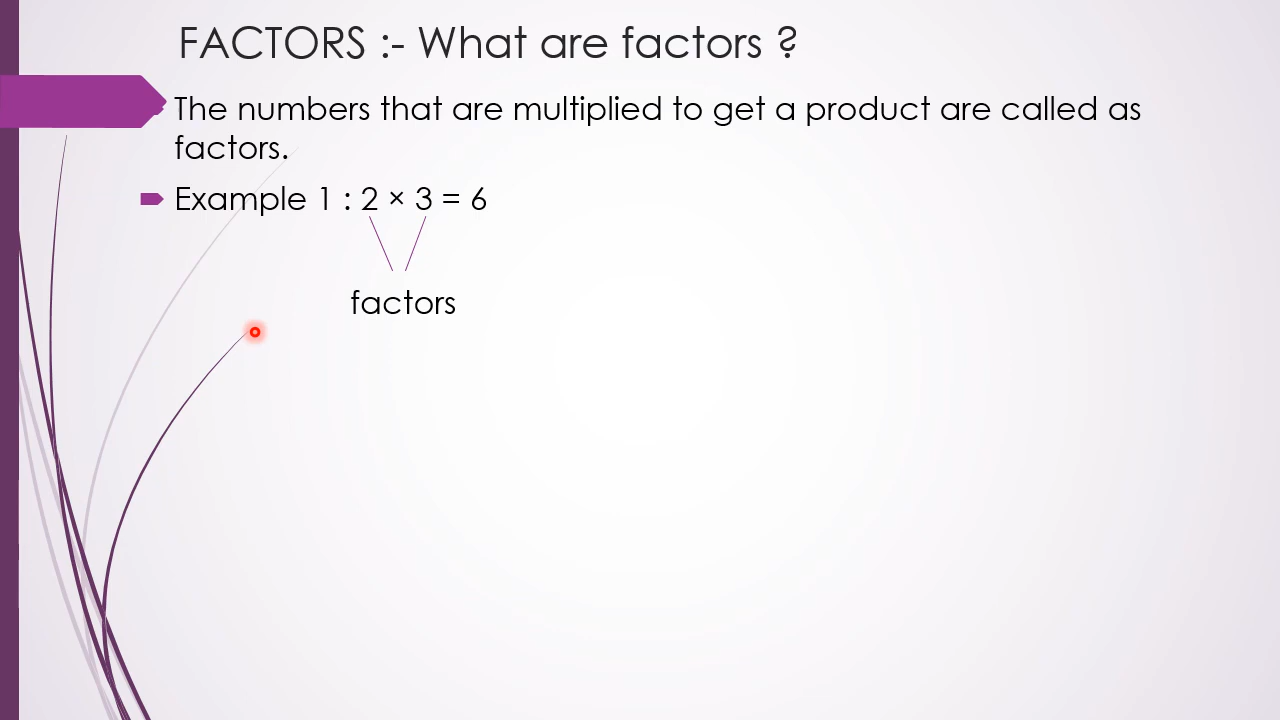 FACTORS :- What are factors ?
The numbers that are multiplied to get a product are called as
factors.
Example 1 : 2 × 3 = 6
factors